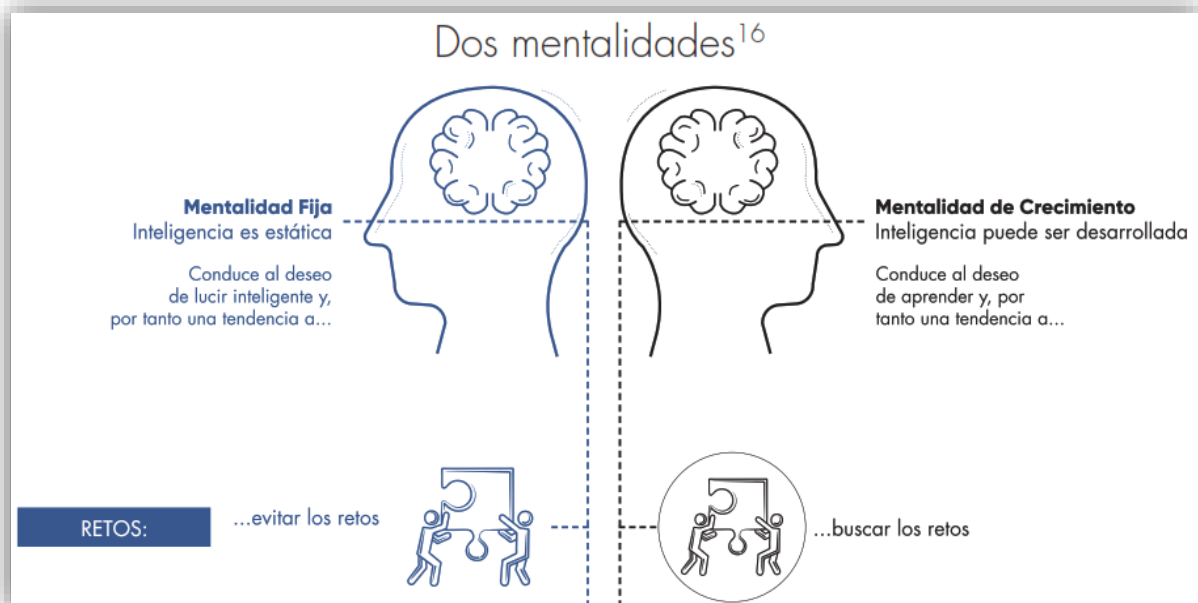 Dos mentalidades16
Mentalidad Fija
Inteligencia es estática
Conduce al deseo
de lucir inteligente y,
por tanto una tendencia a...
Mentalidad de Crecimiento
Inteligencia puede ser desarrollada
Conduce al deseo
de aprender y, por
tanto una tendencia a...
RETOS:
...evitar los retos
...buscar los retos